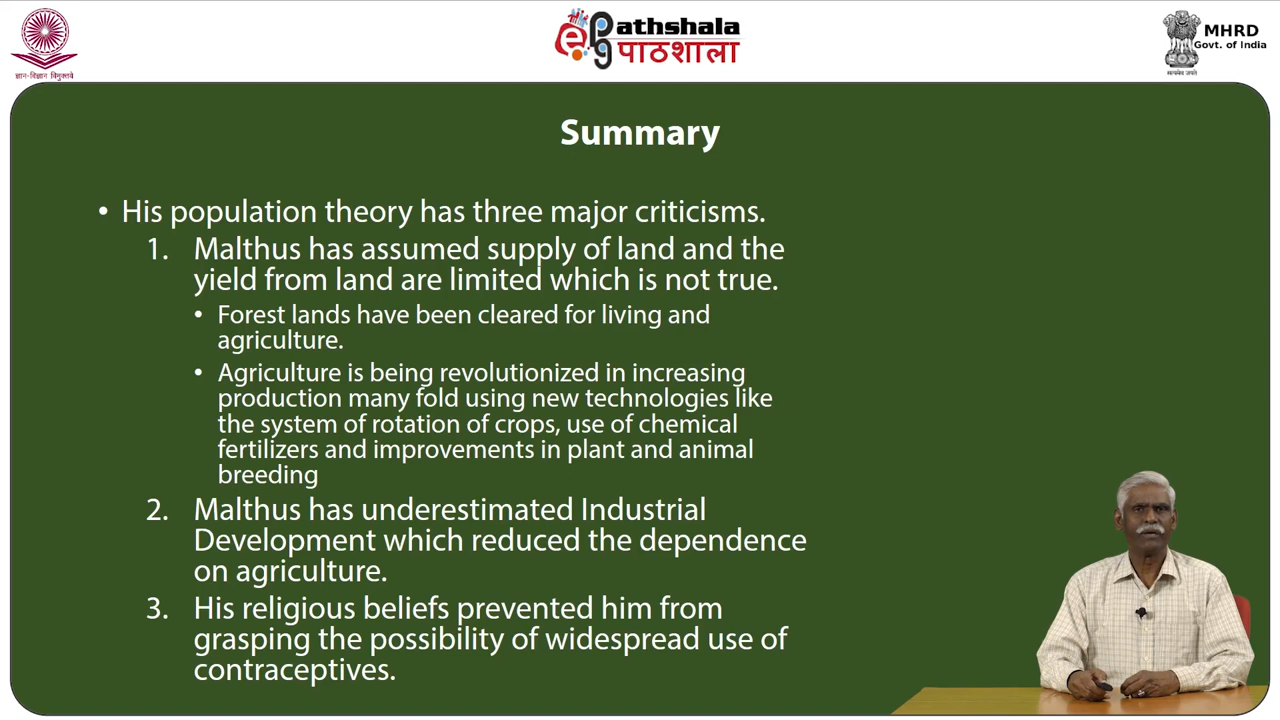 ज्ञान-विज्ञान विमुक्तये
ePathshala
पाठशाला
MHRD
Govt. of India
सत्यमेव जयते
Summary
• His population theory has three major criticisms.
1. Malthus has assumed supply of land and the
yield from land are limited which is not true.
• Forest lands have been cleared for living and
agriculture.
• Agriculture is being revolutionized in increasing
production many fold using new technologies like
the system of rotation of crops, use of chemical
fertilizers and improvements in plant and animal
breeding
2. Malthus has underestimated Industrial
Development which reduced the dependence
on agriculture.
3. His religious beliefs prevented him from
grasping the possibility of widespread use of
contraceptives.